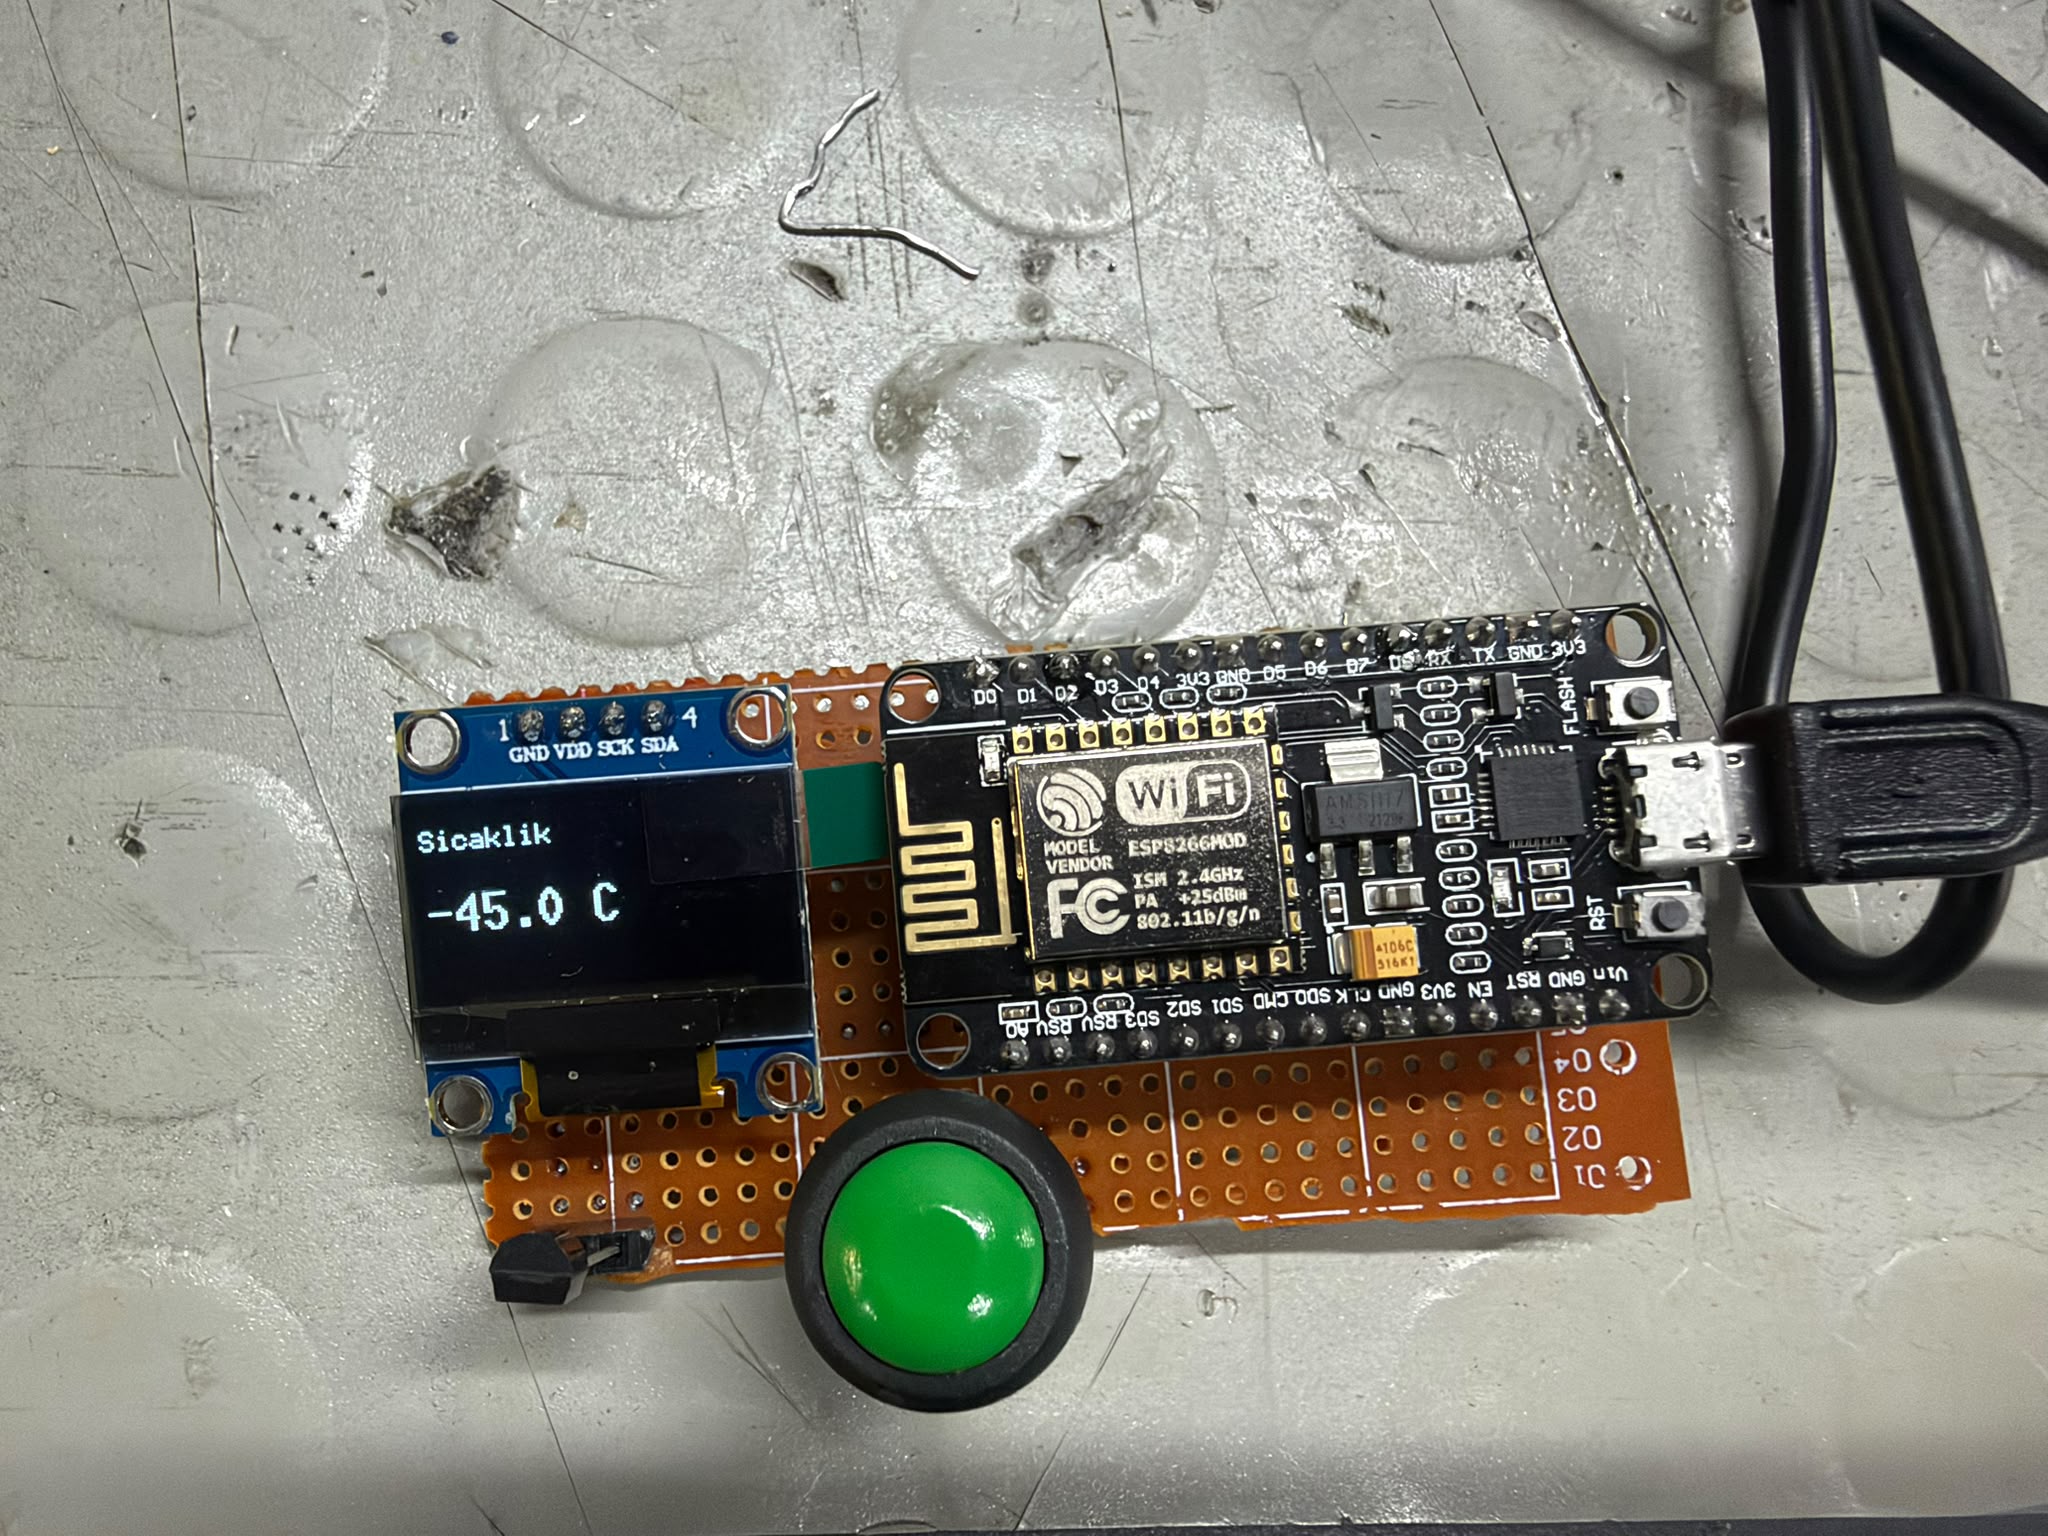 1 4
GND VDD SCK SDA
Sicaklik
-45.0 C
D0 D1 D2 D3 D4 3V3 GND D5 D6 D7 D8 RX TX GND 3V3
FLASH
WiFi
MODEL
VENDOR
ESP8266MOD
FC
ISM 2.4GHz
PA +25dBm
802.11b/g/n
AMS1117
106C
516K1
RST
A0 RSV RSV SD3 SD2 SD1 CMD SD0 CLK GND 3V3 EN RST GND Vin
04
03
02
01